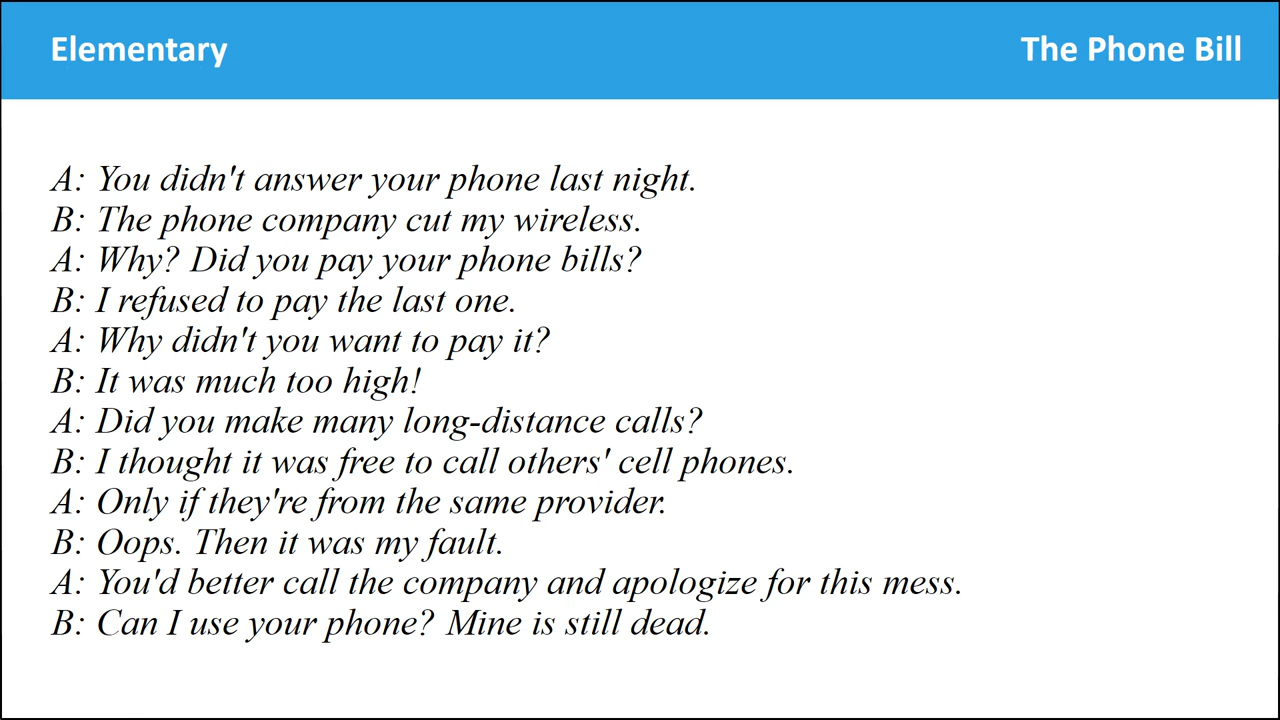 Elementary
The Phone Bill
A: You didn't answer your phone last night.
B: The phone company cut my wireless.
A: Why? Did you pay your phone bills?
B: I refused to pay the last one.
A: Why didn't you want to pay it?
B: It was much too high!
A: Did you make many long-distance calls?
B: I thought it was free to call others' cell phones.
A: Only if they're from the same provider.
B: Oops. Then it was my fault.
A: You'd better call the company and apologize for this mess.
B: Can I use your phone? Mine is still dead.